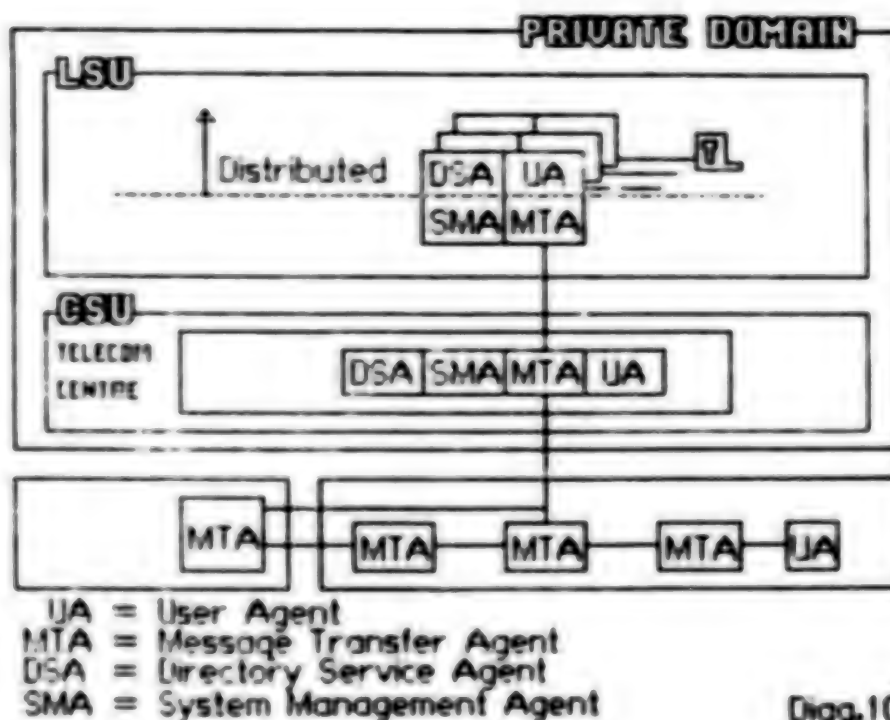 PRIVATE DOMAIN
LSU
Distributed
DSA UA
SMA MTA
CSU
TELECOM
CENTRE
DSA SMA MTA UA
MTA
MTA MTA MTA UA
UA = User Agent
MTA = Message Transfer Agent
DSA = Directory Service Agent
SMA = System Management Agent